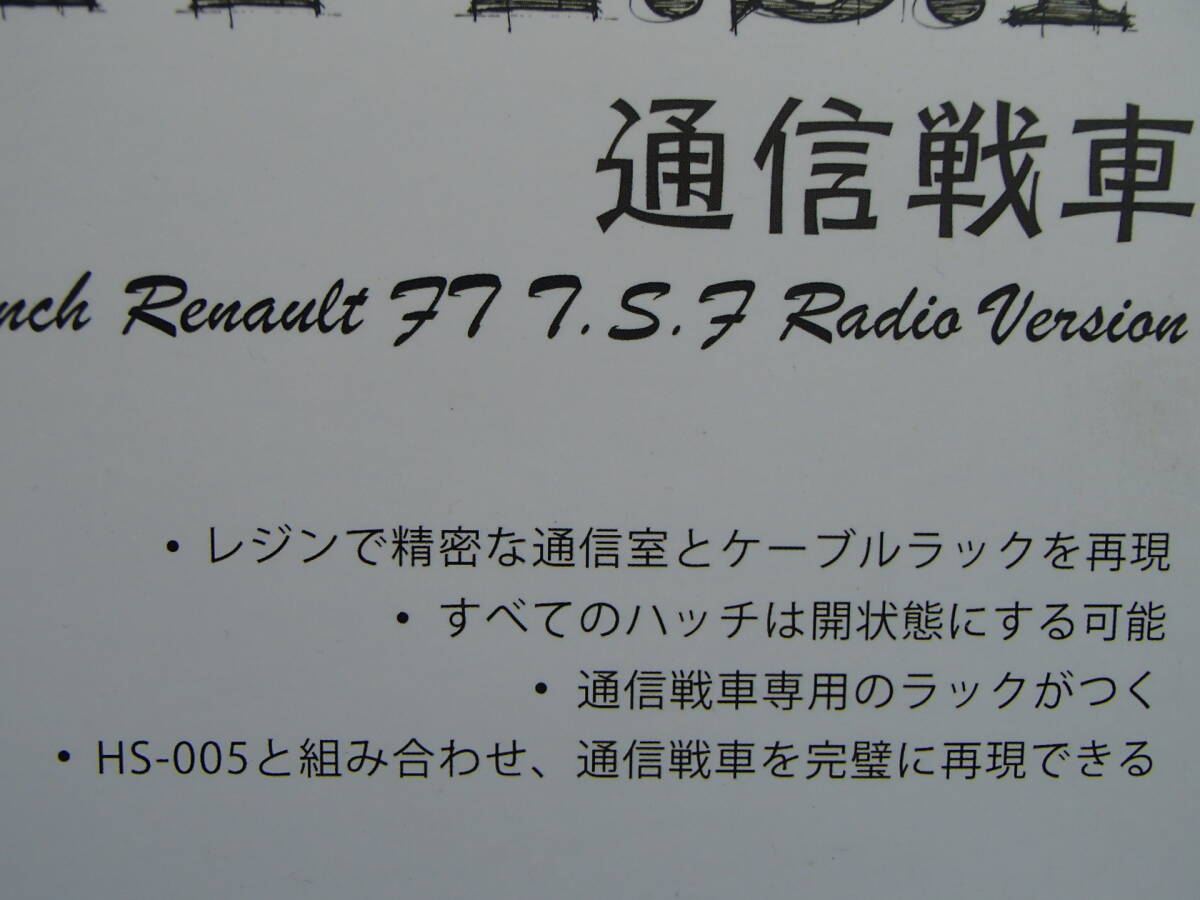 通信戦車
Renault FT T.S.F Radio Version
・レジンで精密な通信室とケーブルラックを再現
・すべてのハッチは開状態にする可能
・通信戦車専用のラックがつく
・HS-005と組み合わせ、通信戦車を完璧に再現できる